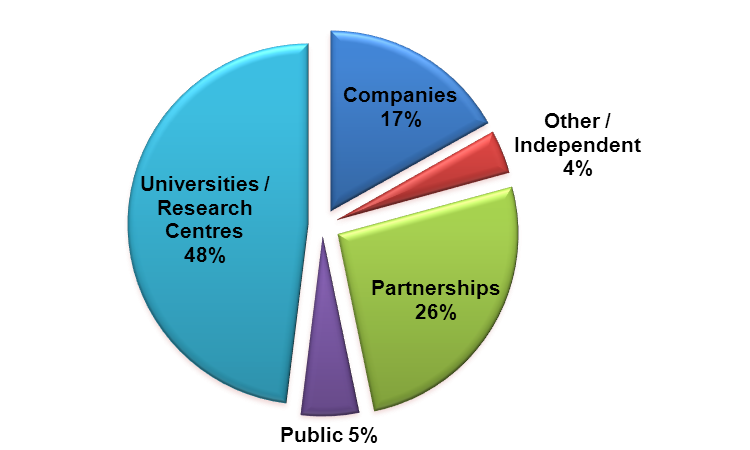 Companies
17%
Other /
Independent
4%
Universities /
Research
Centres
48%
Partnerships
26%
Public 5%